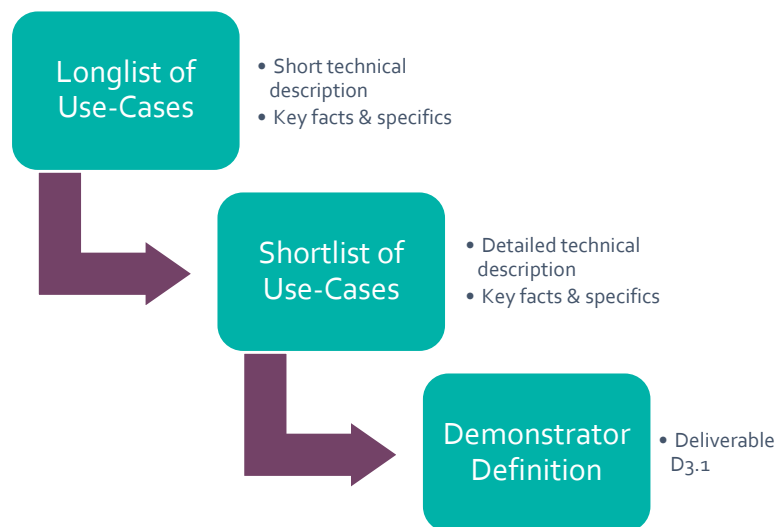 Longlist of
Use-Cases
• Short technical
description
• Key facts & specifics
Shortlist of
Use-Cases
• Detailed technical
description
• Key facts & specifics
Demonstrator
Definition
• Deliverable
D3.1